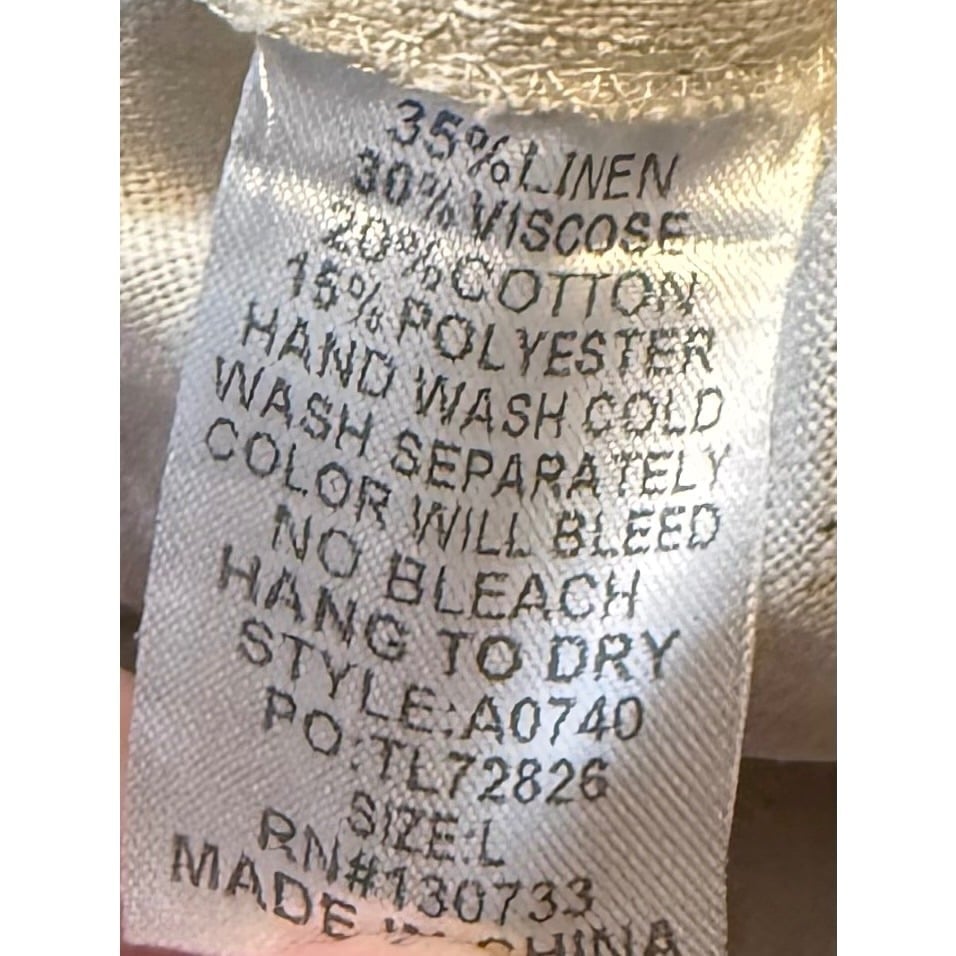 35% LINEN
30% VISCOSE
20% COTTON
15% POLYESTER
HAND WASH COLD
WASH SEPARATELY
COLOR WILL BLEED
NO BLEACH
HANG TO DRY
STYLE:A0740
PO:TL72826
SIZE:L
RN#130733
MADE IN CHINA